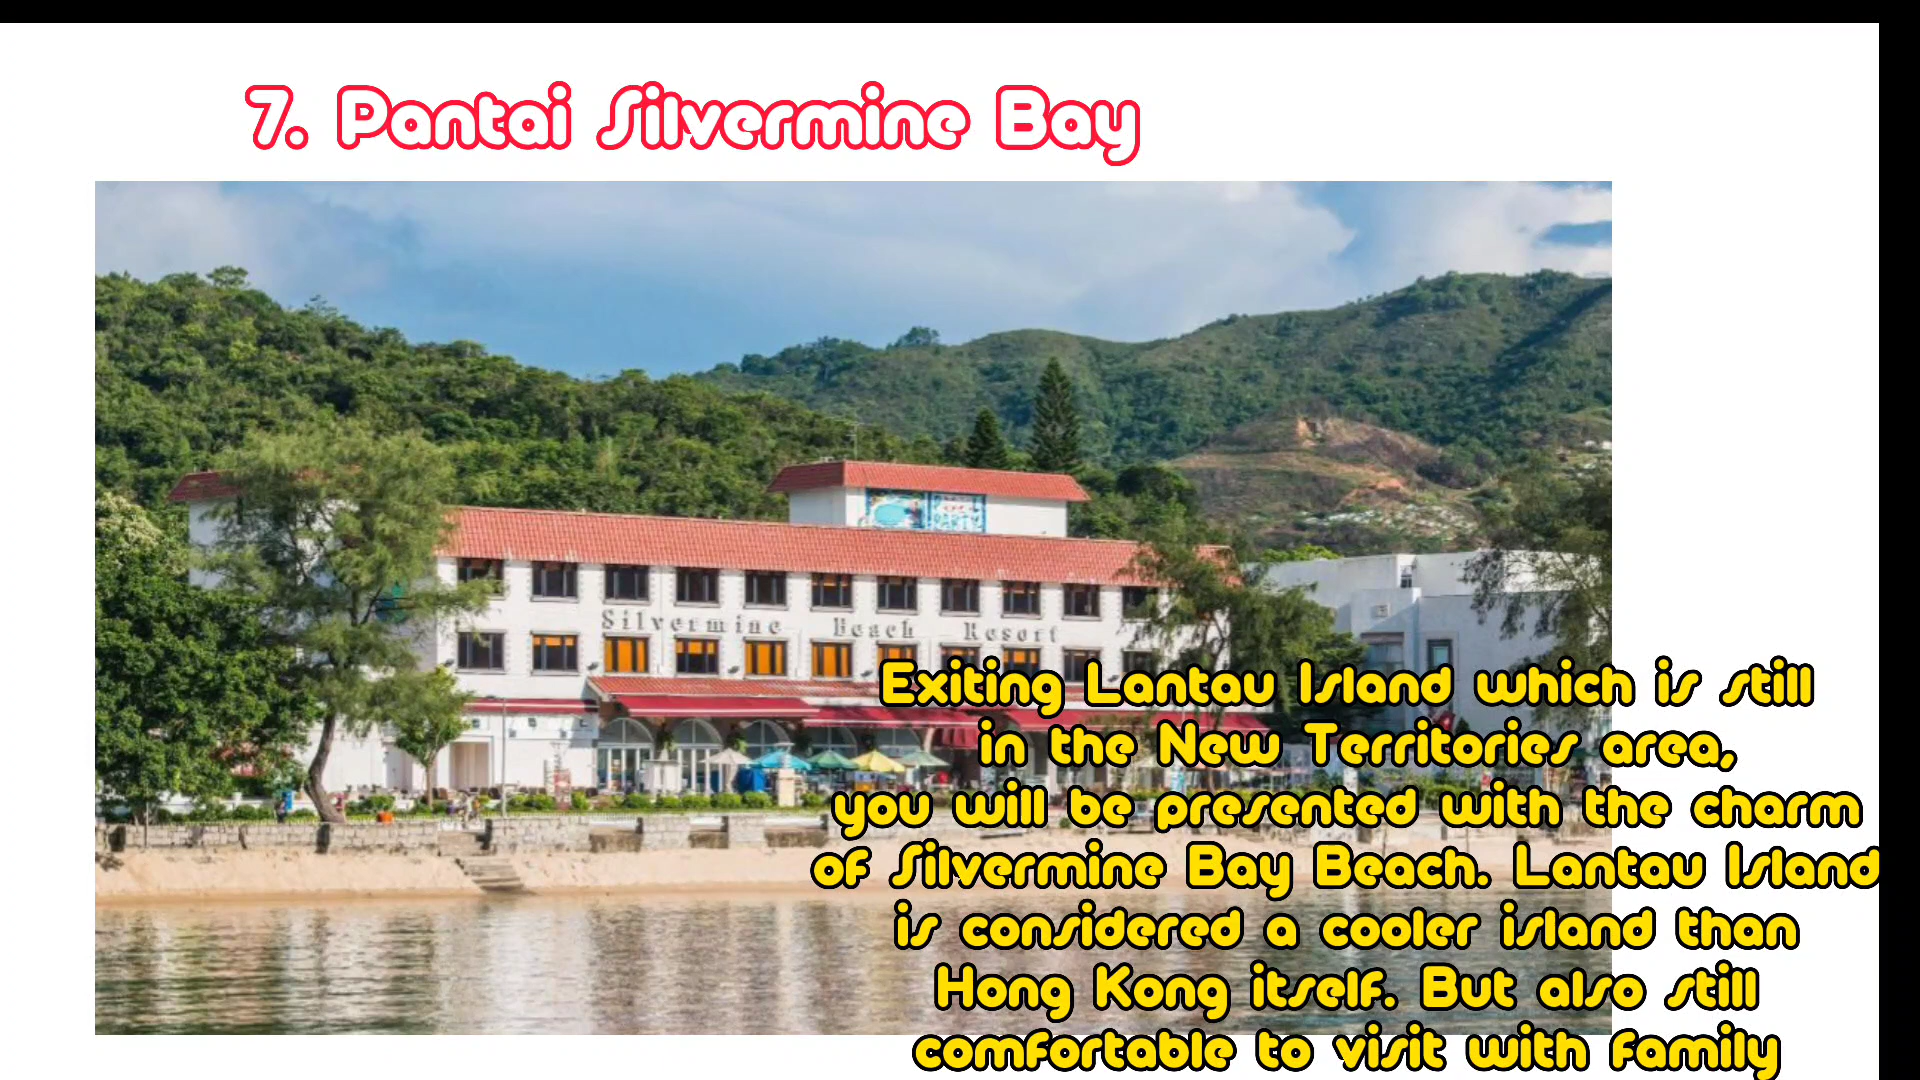 7. Pantai Silvermine Bay
Silvermine Beach Resort
Exiting Lantau Island which is still
in the New Territories area,
you will be presented with the charm
of Silvermine Bay Beach. Lantau Island
is considered a cooler island than
Hong Kong itself. But also still
comfortable to visit with family